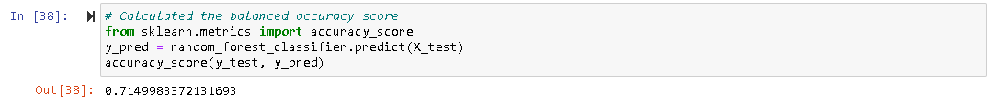 In [38]:
# Calculated the balanced accuracy score
from sklearn.metrics import accuracy_score
y_pred = random_forest_classifier.predict(X_test)
accuracy_score(y_test, y_pred)
Out[38]: 0.7149983372131693